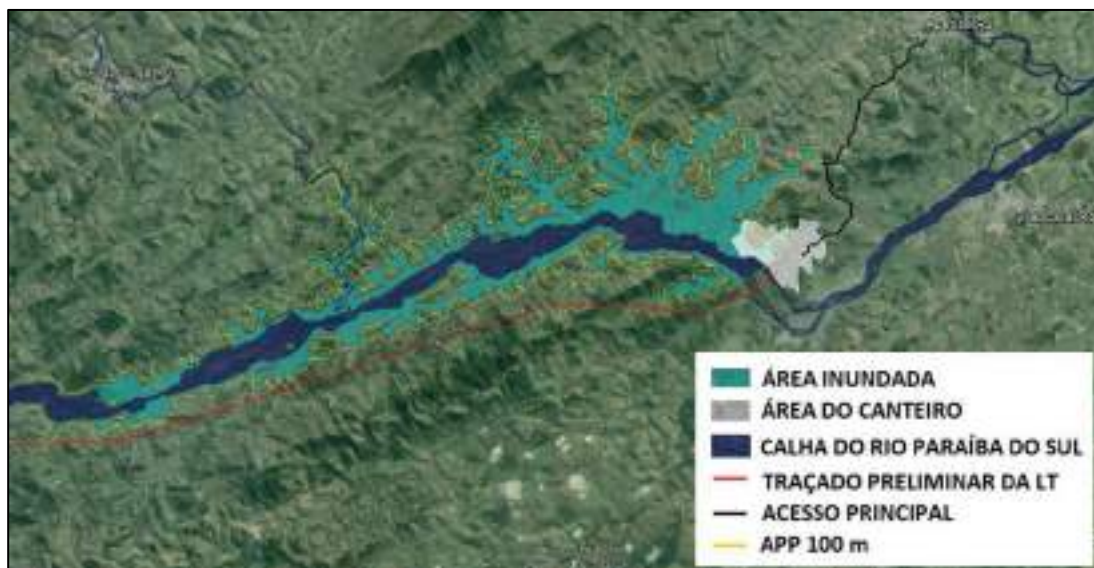 ÁREA INUNDADA
ÁREA DO CANTEIRO
CALHA DO RIO PARAÍBA DO SUL
TRAÇADO PRELIMINAR DA LT
ACESSO PRINCIPAL
APP 100 m